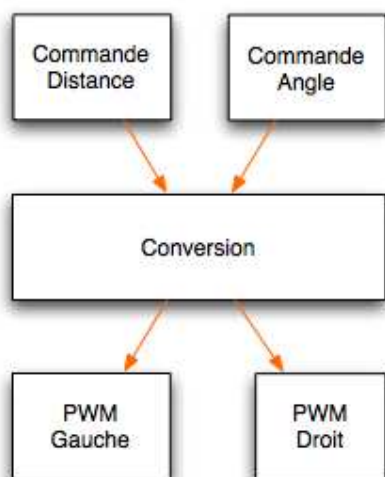 Commande
Distance
Commande
Angle
Conversion
PWM
Gauche
PWM
Droit